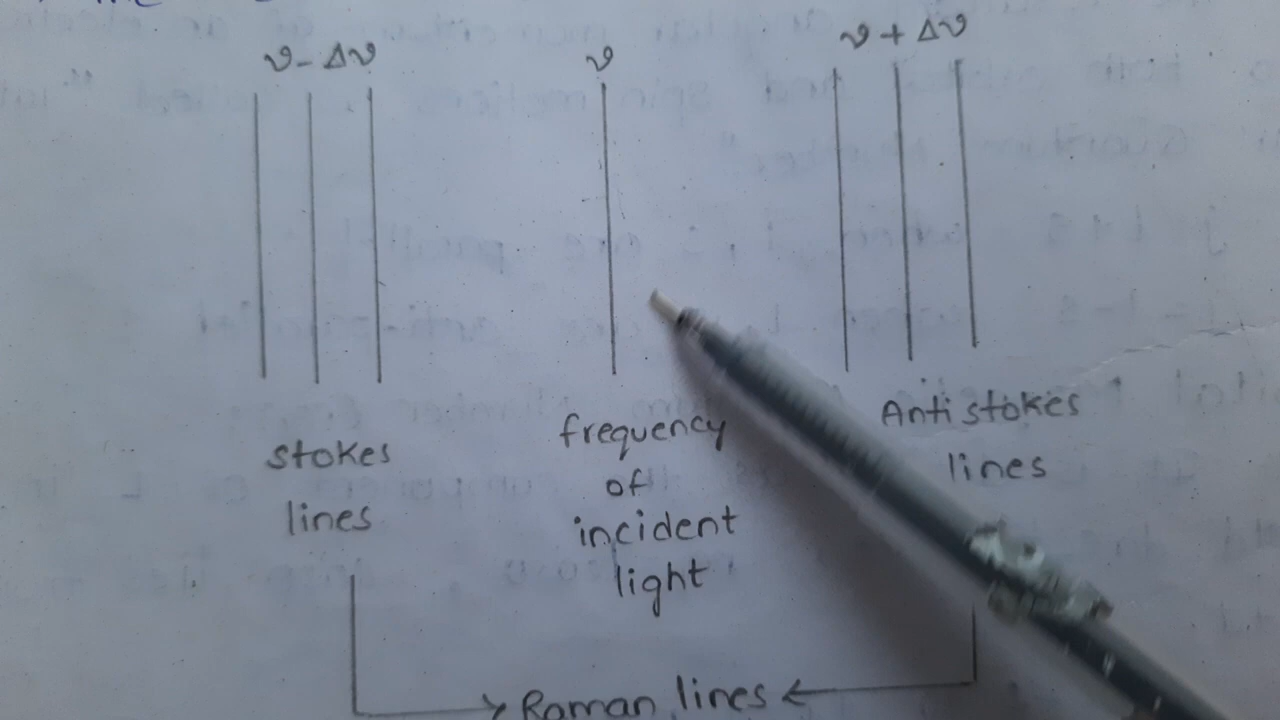 ν - Δν
ν
ν + Δν
stokes
lines
frequency
of
incident
light
Anti stokes
lines
Raman lines